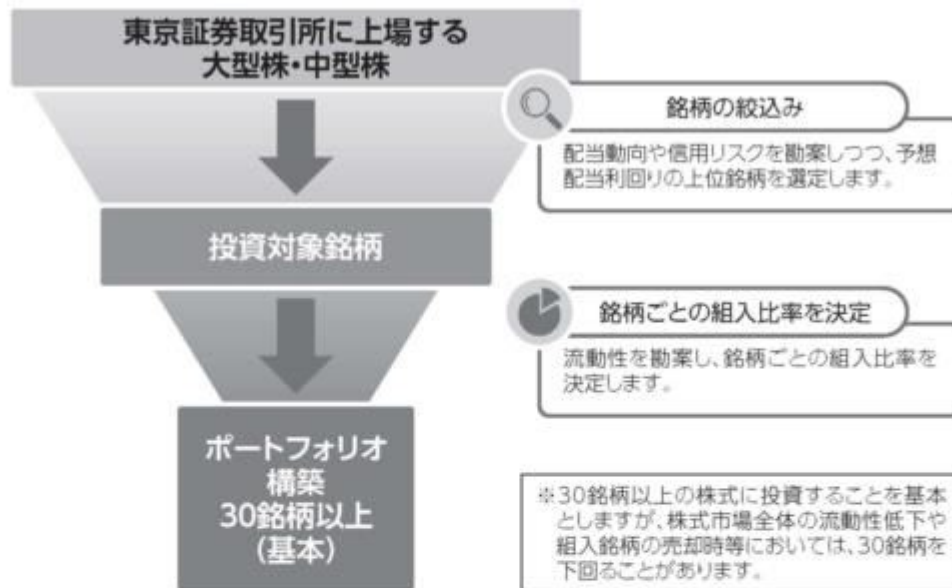 東京証券取引所に上場する
大型株・中型株
銘柄の絞込み
配当動向や信用リスクを勘案しつつ、予想
配当利回りの上位銘柄を選定します。
投資対象銘柄
銘柄ごとの組入比率を決定
流動性を勘案し、銘柄ごとの組入比率を
決定します。
ポートフォリオ
構築
30銘柄以上
(基本)
※30銘柄以上の株式に投資することを基本
としますが、株式市場全体の流動性低下や
組入銘柄の売却時等においては、30銘柄を
下回ることがあります。